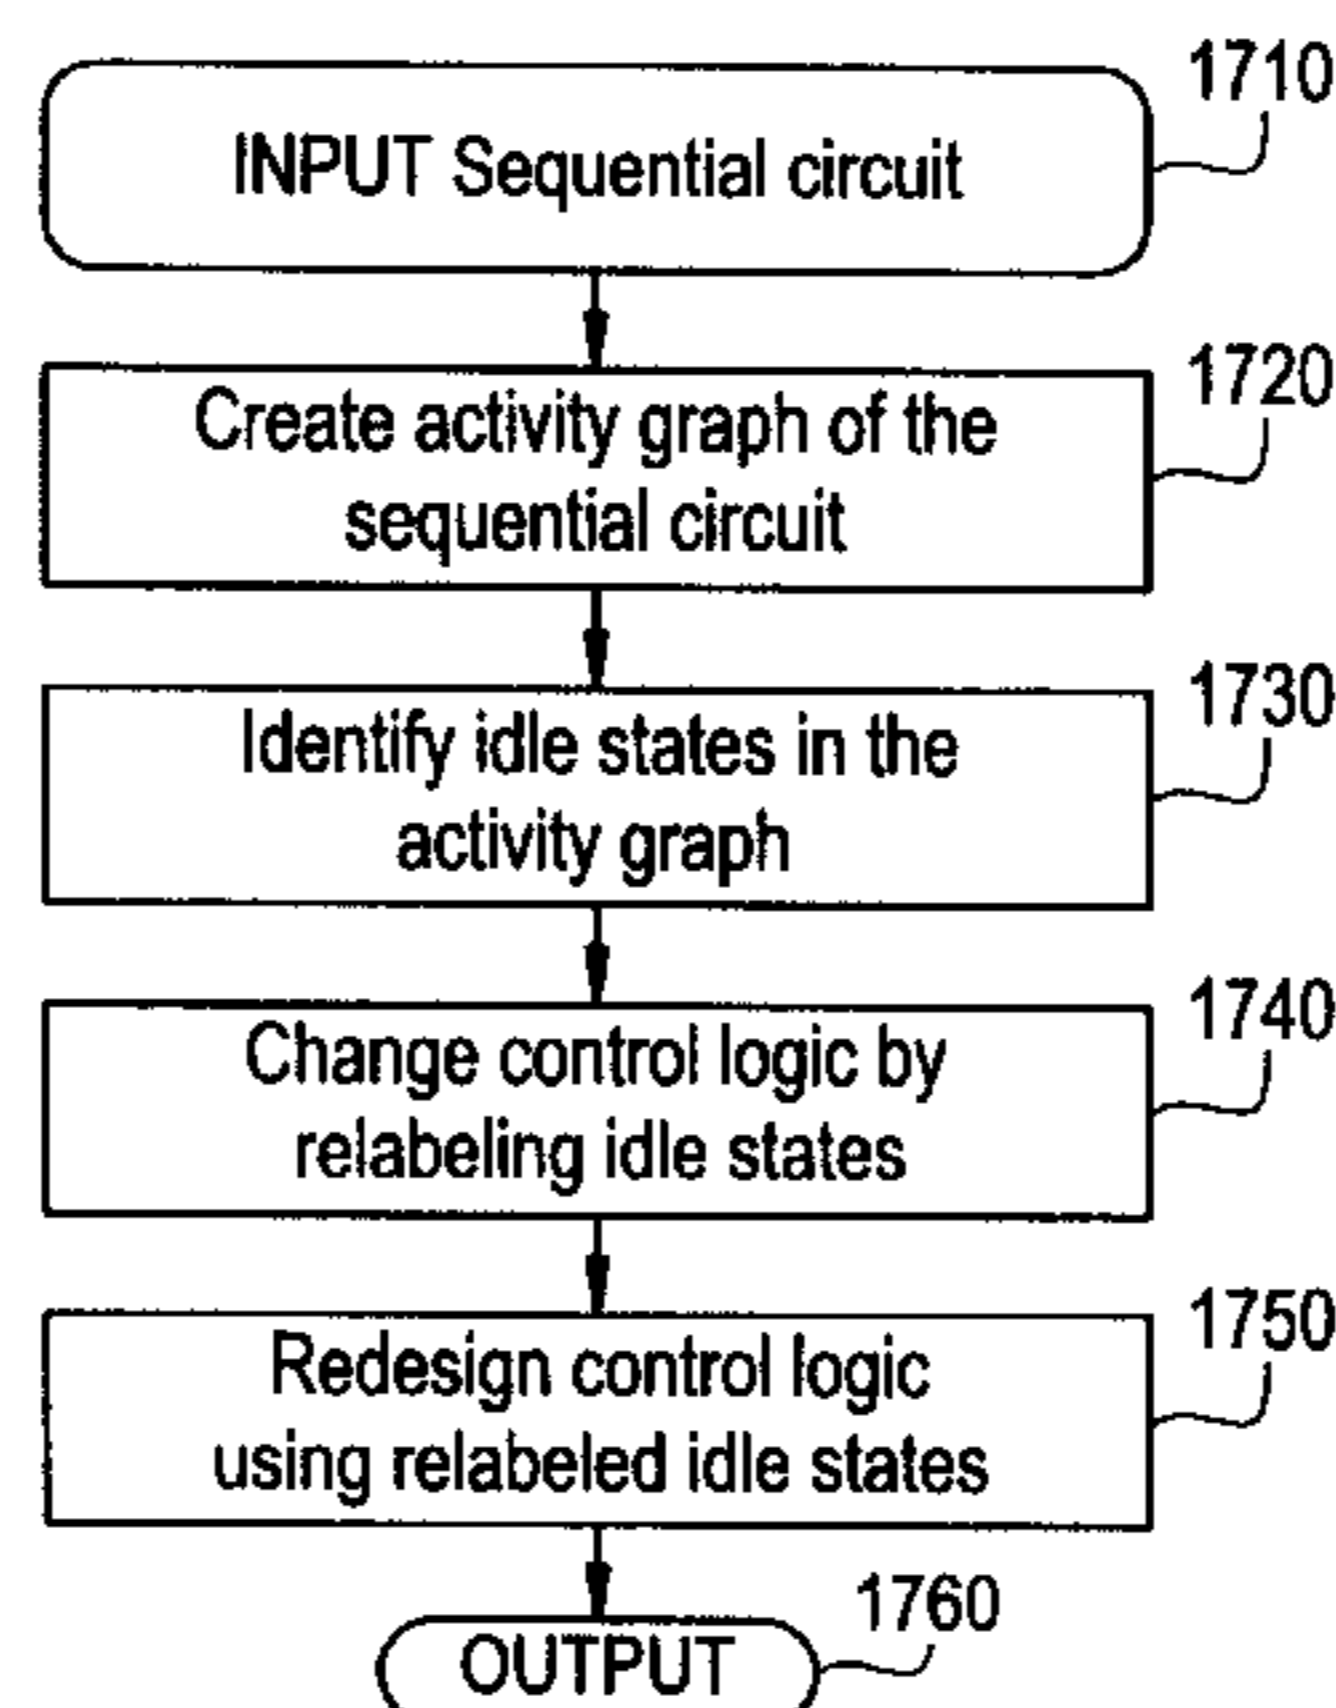 1710
INPUT Sequential circuit
1720
Create activity graph of the
sequential circuit
1730
Identify idle states in the
activity graph
1740
Change control logic by
relabeling idle states
1750
Redesign control logic
using relabeled idle states
1760
OUTPUT